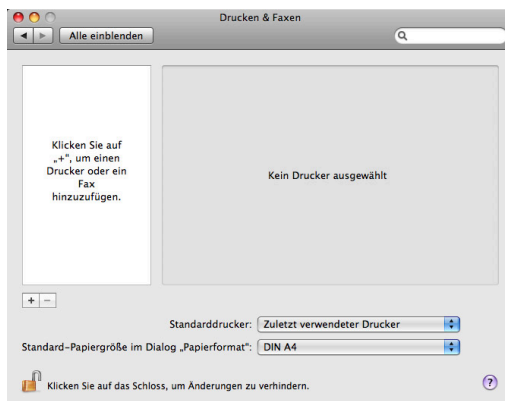 Drucken & Faxen
Alle einblenden
Klicken Sie auf
„+“, um einen
Drucker oder ein
Fax
hinzuzufügen.
Kein Drucker ausgewählt
+ −
Standarddrucker: Zuletzt verwendeter Drucker
Standard-Papiergröße im Dialog „Papierformat“: DIN A4
Klicken Sie auf das Schloss, um Änderungen zu verhindern.
?